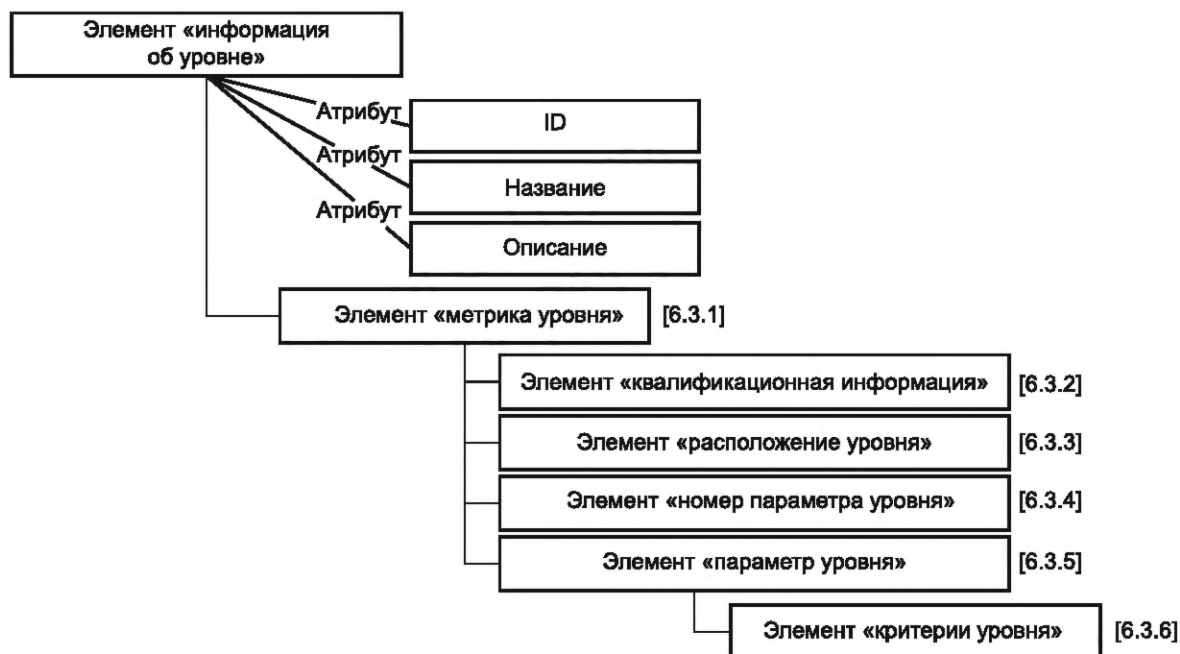 Элемент «информация
об уровне»
Атрибут
ID
Атрибут
Название
Атрибут
Описание
Элемент «метрика уровня» [6.3.1]
Элемент «квалификационная информация» [6.3.2]
Элемент «расположение уровня» [6.3.3]
Элемент «номер параметра уровня» [6.3.4]
Элемент «параметр уровня» [6.3.5]
Элемент «критерии уровня» [6.3.6]